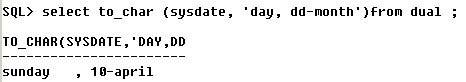 SQL> select to_char (sysdate, 'day, dd-month')from dual ;
TO_CHAR(SYSDATE,'DAY,DD
-----------------------
sunday   , 10-april